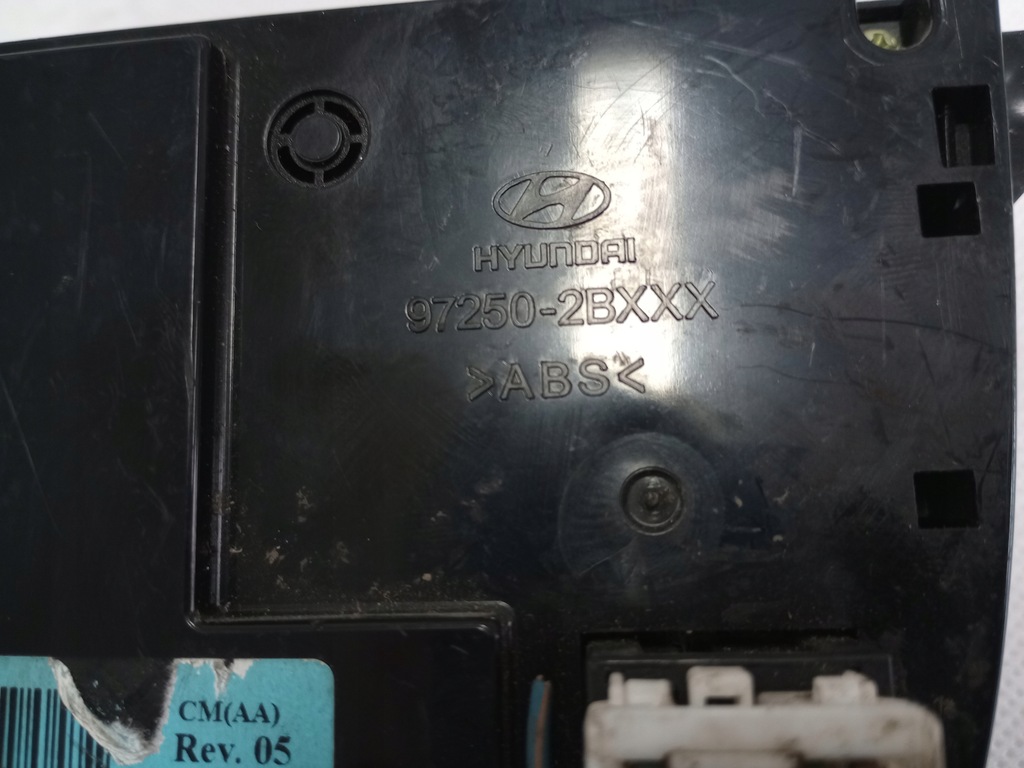 HYUNDAI
97250-2BXXX
>ABS<
CM(AA)
Rev. 05